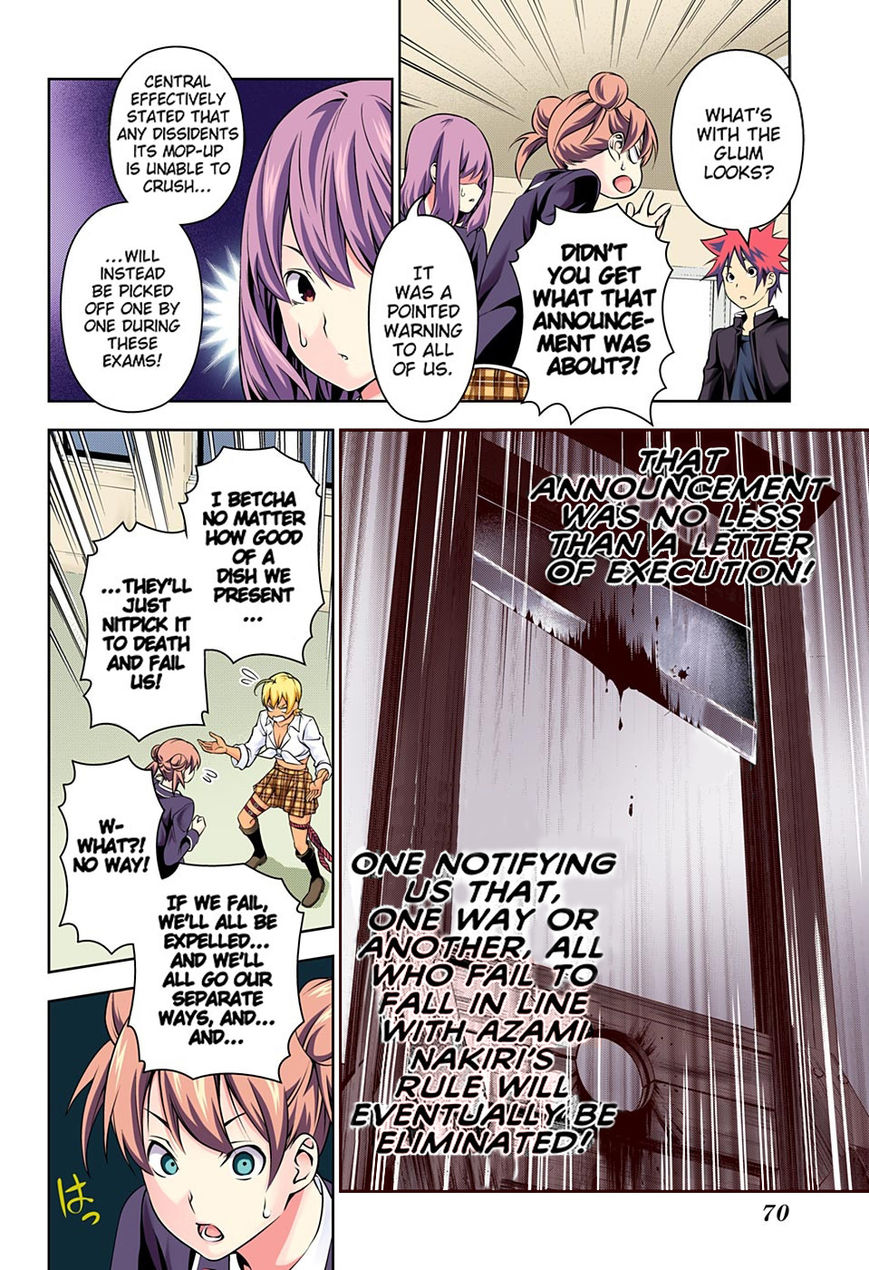 WHAT'S
WITH THE
GLUM
LOOKS?
DIDN'T
YOU GET
WHAT THAT
ANNOUNCE-
MENT WAS
ABOUT?!
IT
WAS A
POINTED
WARNING
TO ALL
OF US.
CENTRAL
EFFECTIVELY
STATED THAT
ANY DISSIDENTS
ITS MOP-UP
IS UNABLE TO
CRUSH...
...WILL
INSTEAD
BE PICKED
OFF ONE BY
ONE DURING
THESE
EXAMS!
THAT
ANNOUNCEMENT
WAS NO LESS
THAN A LETTER
OF EXECUTION!
ONE NOTIFYING
US THAT,
ONE WAY OR
ANOTHER, ALL
WHO FAIL TO
FALL IN LINE
WITH AZAMI
NAKIRI'S
RULE WILL
EVENTUALLY BE
ELIMINATED!
I BETCHA
NO MATTER
HOW GOOD
OF A
DISH WE
PRESENT
...
...THEY'LL
JUST
NITPICK IT
TO DEATH
AND FAIL
US!
W-
WHAT?!
NO WAY!
IF WE FAIL,
WE'LL ALL BE
EXPELLED...
AND WE'LL
ALL GO OUR
SEPARATE
WAYS, AND...
AND...
はっ
70